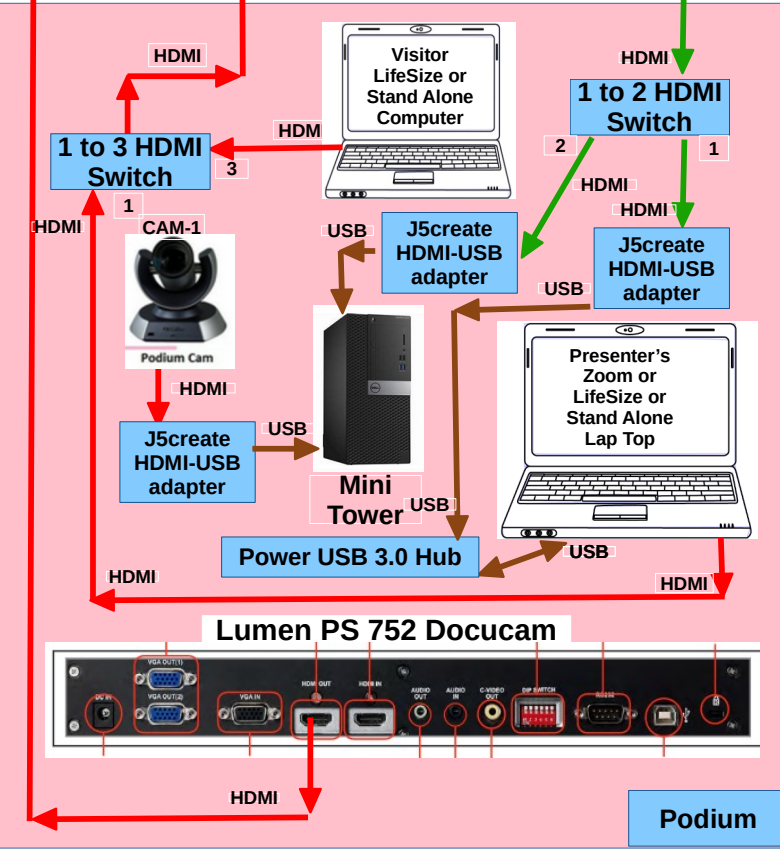 HDMI
HDMI
Visitor
LifeSize or
Stand Alone
Computer
1 to 2 HDMI
Switch
HDM
1 to 3 HDMI
Switch
3
2
1
1
HDMI
HDMI
HDMI
CAM-1
USB
J5create
HDMI-USB
adapter
J5create
HDMI-USB
adapter
USB
Podium Cam
Presenter's
Zoom or
LifeSize or
Stand Alone
Lap Top
HDMI
J5create
HDMI-USB
adapter
USB
Mini
Tower
USB
Power USB 3.0 Hub
USB
HDMI
HDMI
Lumen PS 752 Docucam
VGA OUT(1)
DC IN
VGA OUT(2)
VGA IN
HDMI OUT
HDMI IN
AUDIO
OUT
AUDIO
IN
C-VIDEO
OUT
DIP SWITCH
RS232
HDMI
Podium